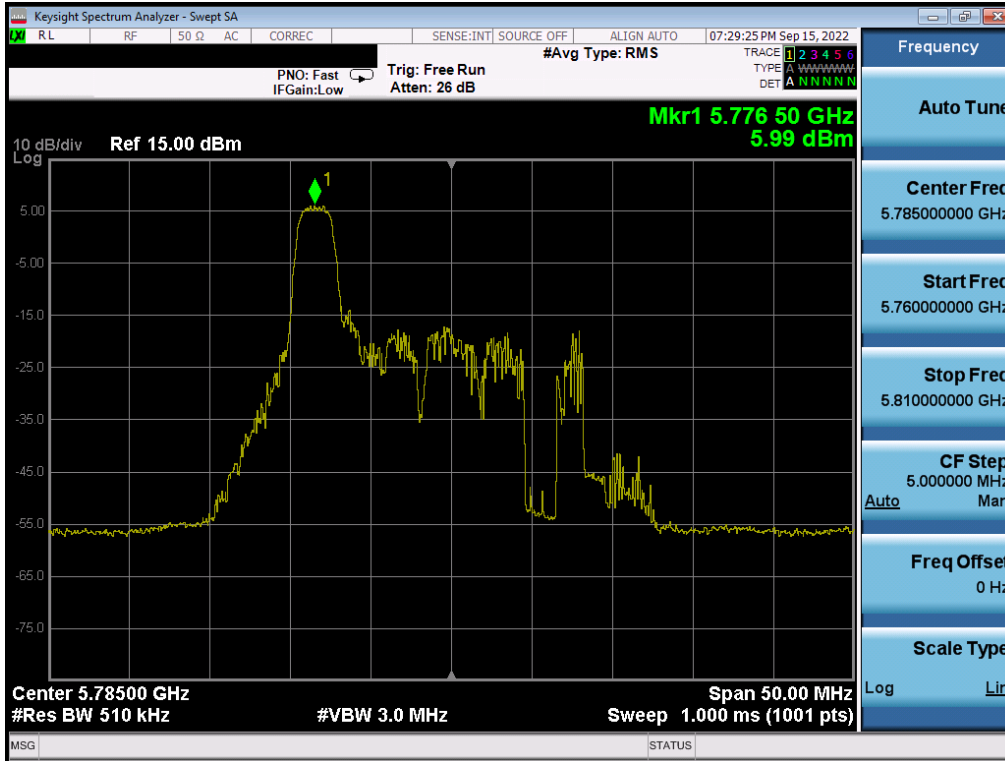 Keysight Spectrum Analyzer - Swept SA
LXI RL RF 50 Ω AC CORREC SENSE:INT SOURCE OFF ALIGN AUTO 07:29:25 PM Sep 15, 2022
#Avg Type: RMS
TRACE 1 2 3 4 5 6
PNO: Fast Trig: Free Run
TYPE A WWWWW
IFGain:Low Atten: 26 dB
DET A N N N N N
Mkr1 5.776 50 GHz
5.99 dBm
10 dB/div Ref 15.00 dBm
Log
1
5.00
-5.00
-15.0
-25.0
-35.0
-45.0
-55.0
-65.0
-75.0
Center 5.78500 GHz Span 50.00 MHz
#Res BW 510 kHz #VBW 3.0 MHz Sweep 1.000 ms (1001 pts)
MSG STATUS
Frequency
Auto Tune
Center Freq
5.785000000 GHz
Start Freq
5.760000000 GHz
Stop Freq
5.810000000 GHz
CF Step
5.000000 MHz
Auto Man
Freq Offset
0 Hz
Scale Type
Log Lin